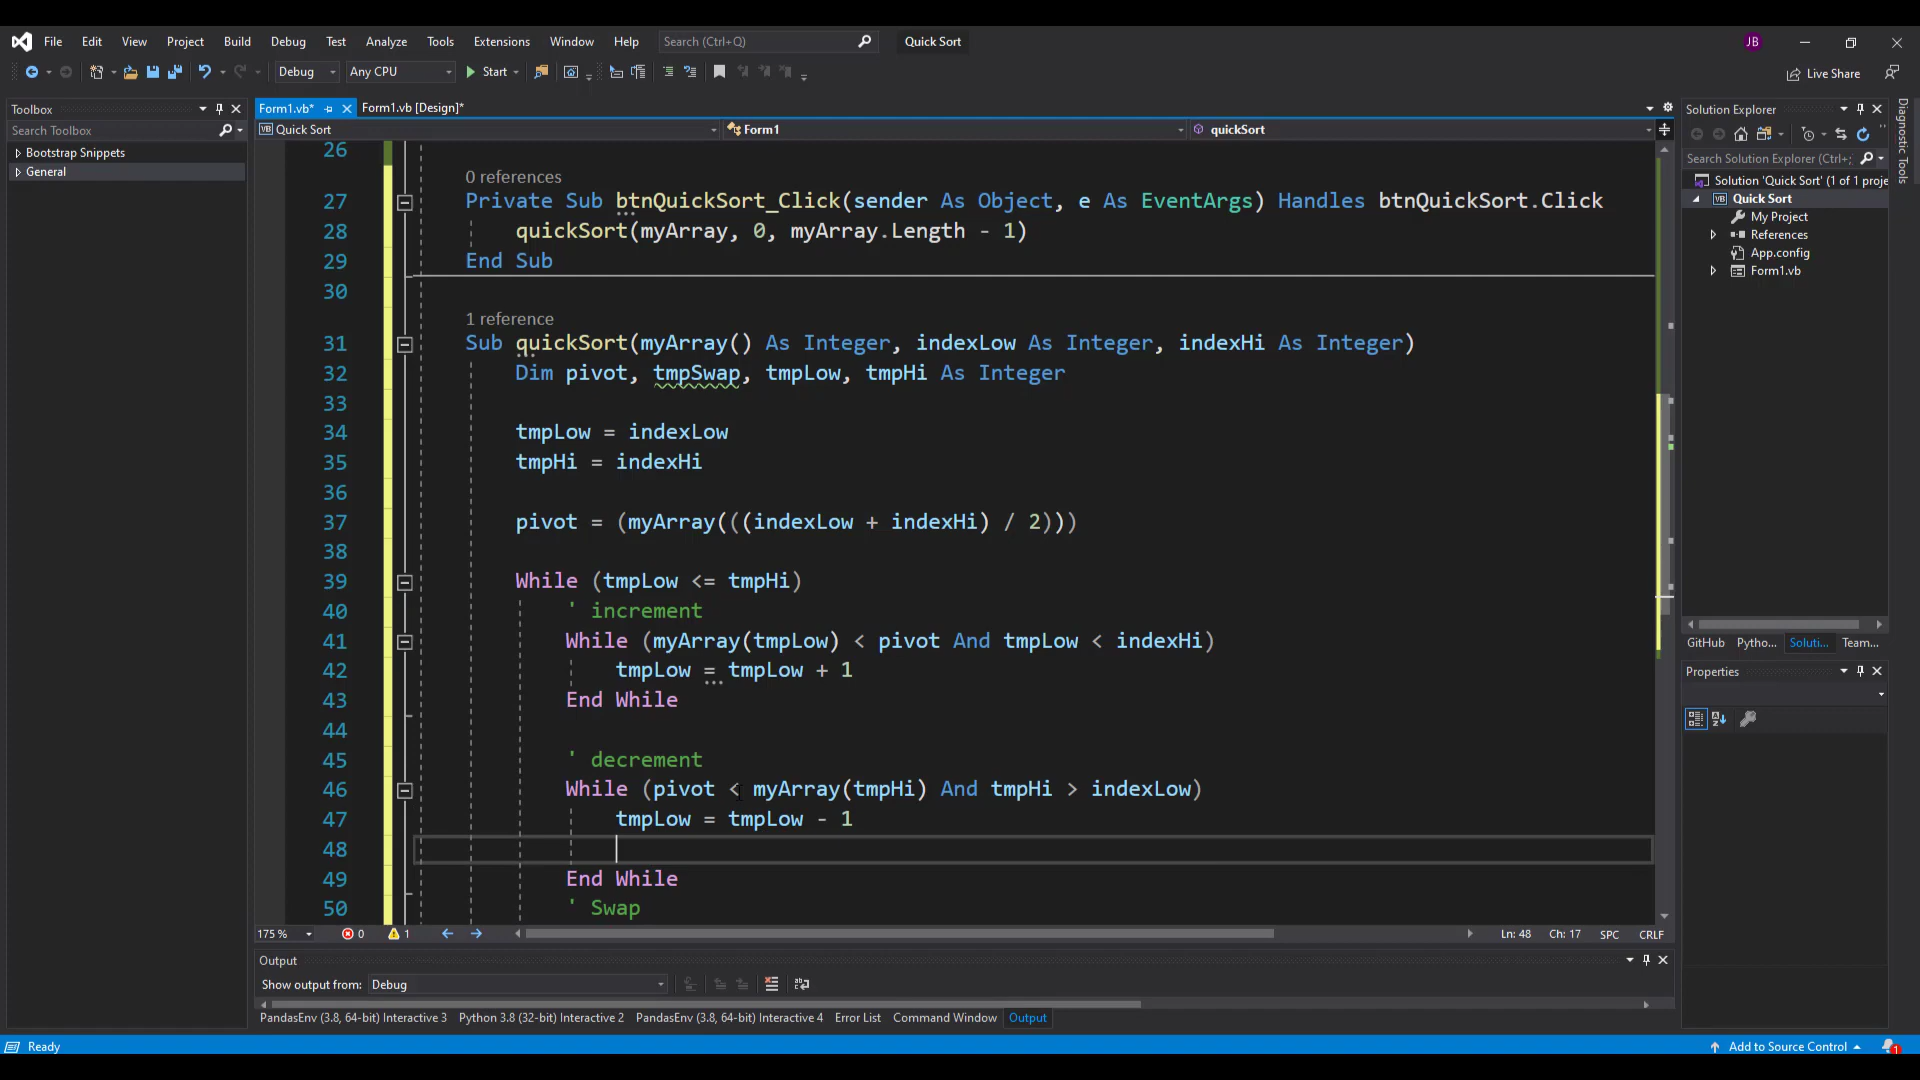 File Edit View Project Build Debug Test Analyze Tools Extensions Window Help Search (Ctrl+Q) Quick Sort JB
Debug Any CPU Start Live Share
Toolbox
Search Toolbox
Bootstrap Snippets
General
Form1.vb* Form1.vb [Design]*
Quick Sort Form1 quickSort
26
0 references
27 Private Sub btnQuickSort_Click(sender As Object, e As EventArgs) Handles btnQuickSort.Click
28 quickSort(myArray, 0, myArray.Length - 1)
29 End Sub
30
1 reference
31 Sub quickSort(myArray() As Integer, indexLow As Integer, indexHi As Integer)
32 Dim pivot, tmpSwap, tmpLow, tmpHi As Integer
33
34 tmpLow = indexLow
35 tmpHi = indexHi
36
37 pivot = (myArray(((indexLow + indexHi) / 2)))
38
39 While (tmpLow <= tmpHi)
40 ' increment
41 While (myArray(tmpLow) < pivot And tmpLow < indexHi)
42 tmpLow = tmpLow + 1
43 End While
44
45 ' decrement
46 While (pivot < myArray(tmpHi) And tmpHi > indexLow)
47 tmpLow = tmpLow - 1
48
49 End While
50 ' Swap
175 % 0 1 Ln: 48 Ch: 17 SPC CRLF
Output
Show output from: Debug
PandasEnv (3.8, 64-bit) Interactive 3 Python 3.8 (32-bit) Interactive 2 PandasEnv (3.8, 64-bit) Interactive 4 Error List Command Window Output
Solution Explorer
Search Solution Explorer (Ctrl+;
Solution 'Quick Sort' (1 of 1 proje
Quick Sort
My Project
References
App.config
Form1.vb
GitHub Pytho... Soluti... Team...
Properties
Diagnostic Tools
Ready Add to Source Control 1